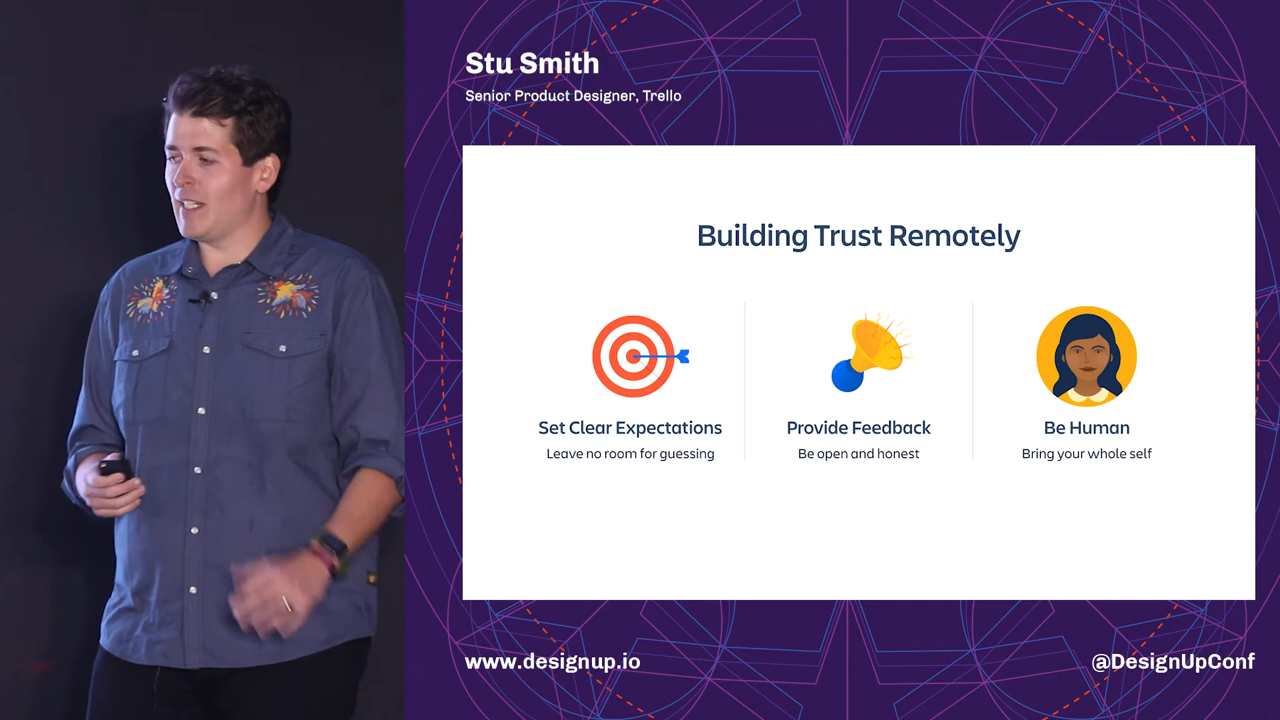 Stu Smith
Senior Product Designer, Trello
Building Trust Remotely
Set Clear Expectations
Leave no room for guessing
Provide Feedback
Be open and honest
Be Human
Bring your whole self
www.designup.io
@DesignUpConf